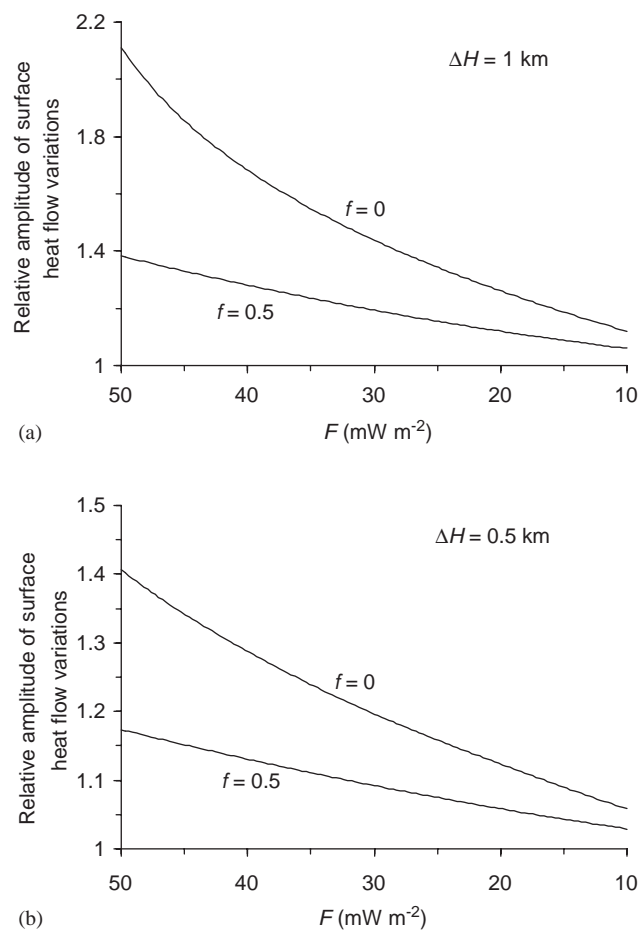 2.2
ΔH = 1 km
1.8
f = 0
1.4
f = 0.5
1
Relative amplitude of surface
heat flow variations
50 40 30 20 10
(a)
F (mW m-2)
1.5
ΔH = 0.5 km
1.4
1.3
f = 0
1.2
1.1
f = 0.5
1
Relative amplitude of surface
heat flow variations
50 40 30 20 10
(b)
F (mW m-2)